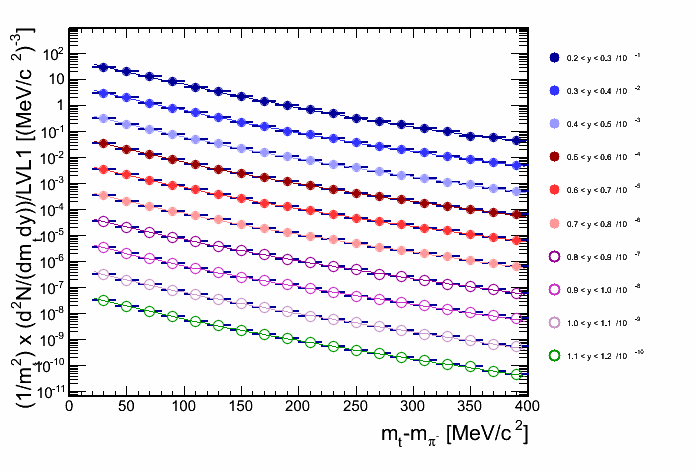 (1/m²) x (d²N/(dm_t dy))/LVL1 [(MeV/c²)⁻³]
10²
10
1
10⁻¹
10⁻²
10⁻³
10⁻⁴
10⁻⁵
10⁻⁶
10⁻⁷
10⁻⁸
10⁻⁹
10⁻¹⁰
10⁻¹¹
0 50 100 150 200 250 300 350 400
m_t-m_π⁻ [MeV/c²]
0.2 < y < 0.3 /10⁻¹
0.3 < y < 0.4 /10⁻²
0.4 < y < 0.5 /10⁻³
0.5 < y < 0.6 /10⁻⁴
0.6 < y < 0.7 /10⁻⁵
0.7 < y < 0.8 /10⁻⁶
0.8 < y < 0.9 /10⁻⁷
0.9 < y < 1.0 /10⁻⁸
1.0 < y < 1.1 /10⁻⁹
1.1 < y < 1.2 /10⁻¹⁰